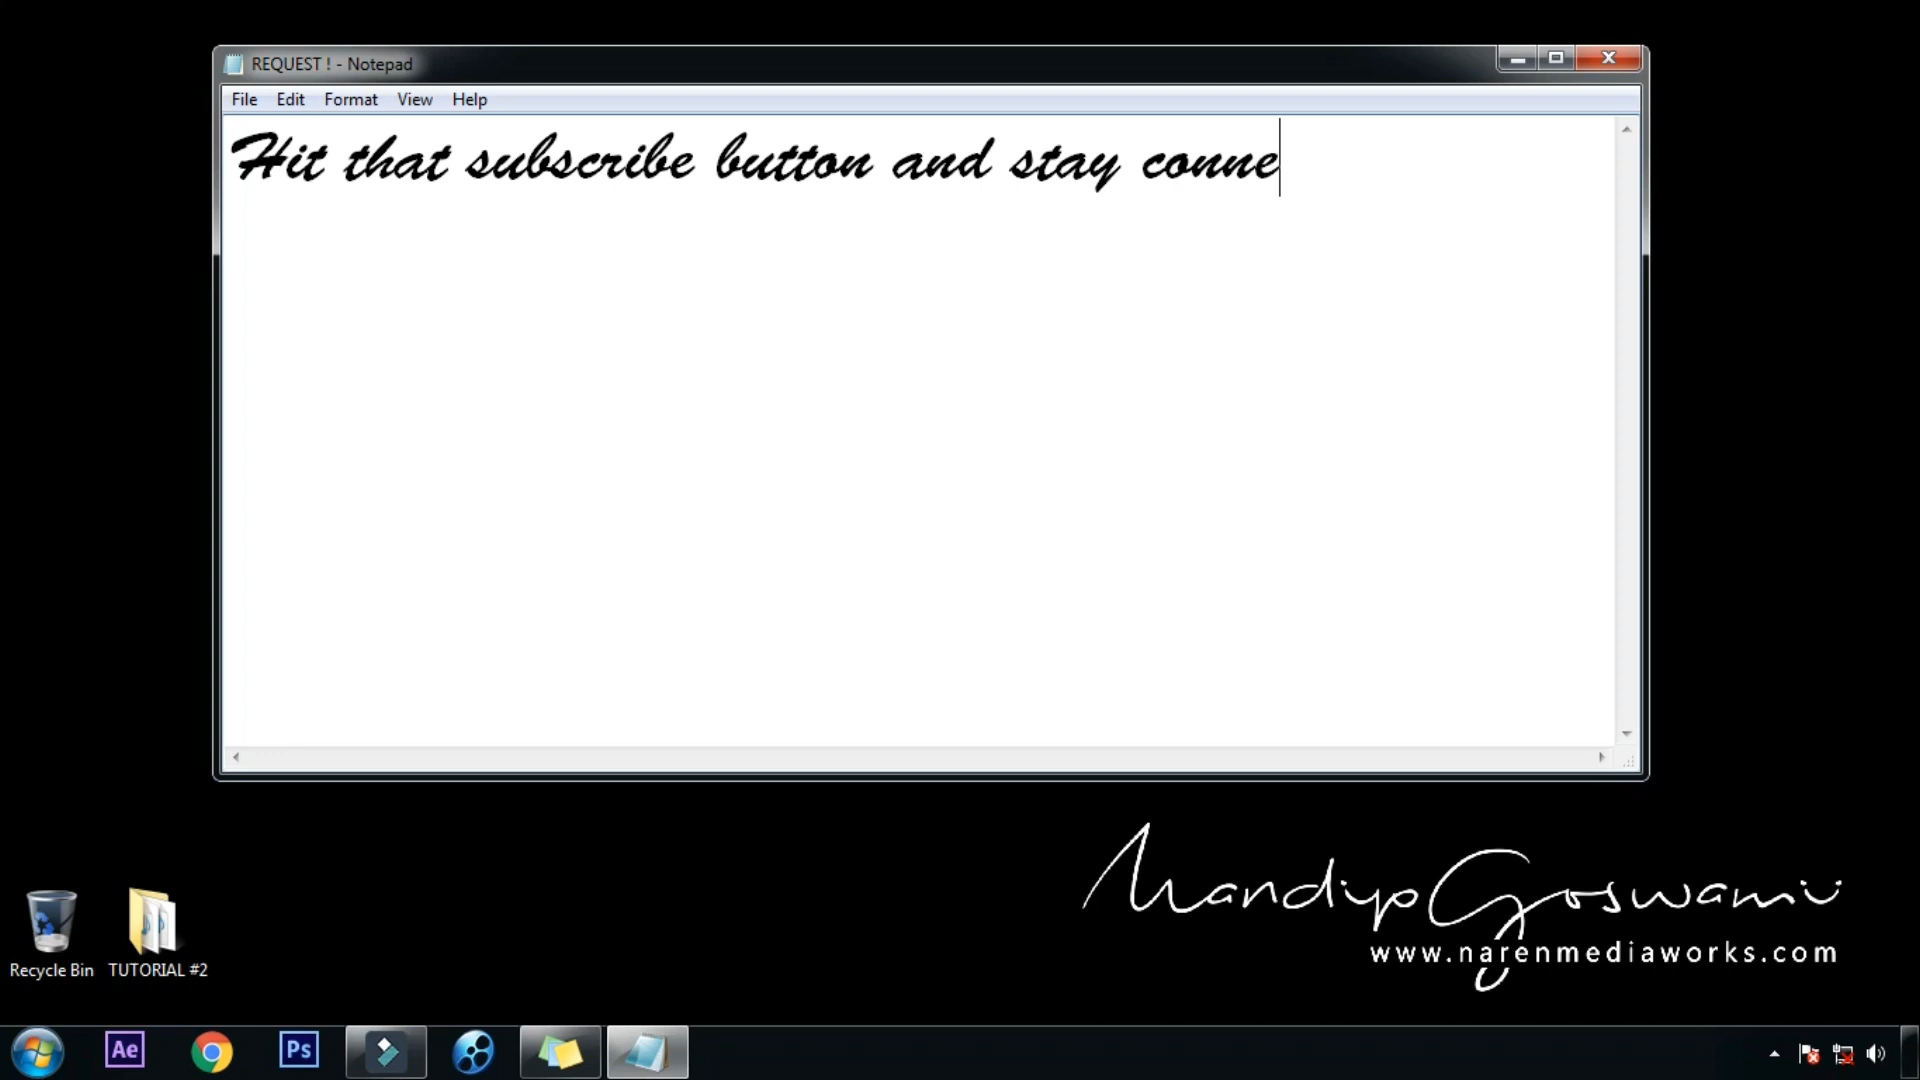 REQUEST ! - Notepad
File Edit Format View Help
Hit that subscribe button and stay conne
Mandip Goswami
www.narenmediaworks.com
Recycle Bin
TUTORIAL #2
Ae
Ps